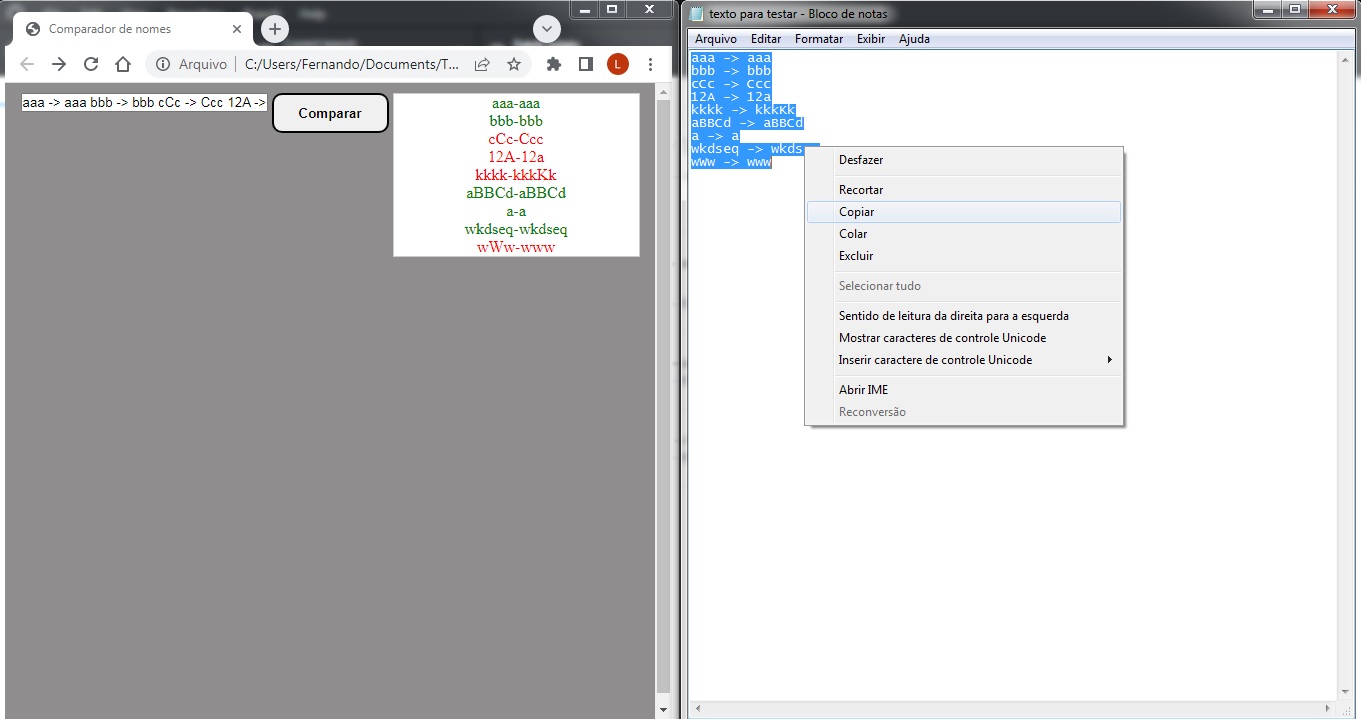 Comparador de nomes
Arquivo C:/Users/Fernando/Documents/T...
L
aaa -> aaa bbb -> bbb cCc -> Ccc 12A ->
Comparar
aaa-aaa
bbb-bbb
cCc-Ccc
12A-12a
kkkk-kkkKk
aBBCd-aBBCd
a-a
wkdseq-wkdseq
wWw-www
texto para testar - Bloco de notas
Arquivo Editar Formatar Exibir Ajuda
aaa -> aaa
bbb -> bbb
cCc -> Ccc
12A -> 12a
kkkk -> kkkKk
aBBCd -> aBBCd
a -> a
wkdseq -> wkds
wWw -> www
Desfazer
Recortar
Copiar
Colar
Excluir
Selecionar tudo
Sentido de leitura da direita para a esquerda
Mostrar caracteres de controle Unicode
Inserir caractere de controle Unicode
Abrir IME
Reconversão